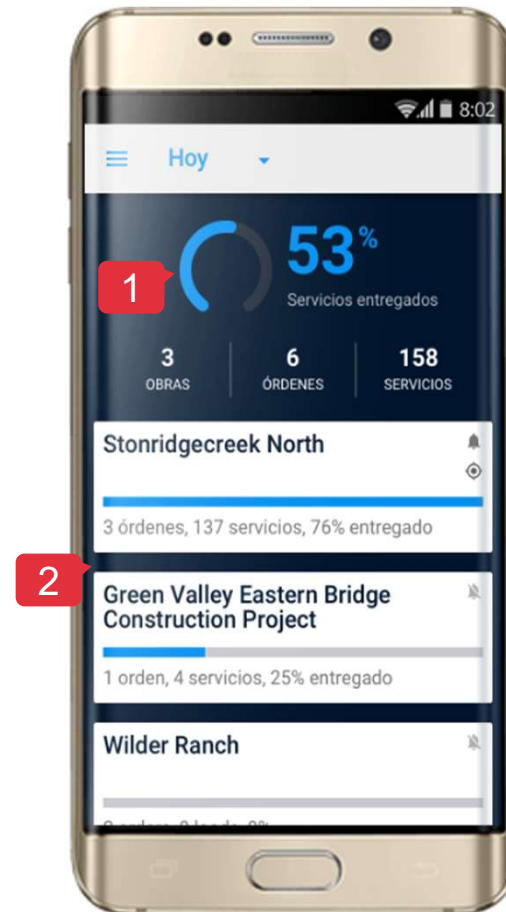 8:02
Hoy
53%
Servicios entregados
1
3
6
158
OBRAS
ÓRDENES
SERVICIOS
Stonridgecreek North
3 órdenes, 137 servicios, 76% entregado
2
Green Valley Eastern Bridge
Construction Project
1 orden, 4 servicios, 25% entregado
Wilder Ranch